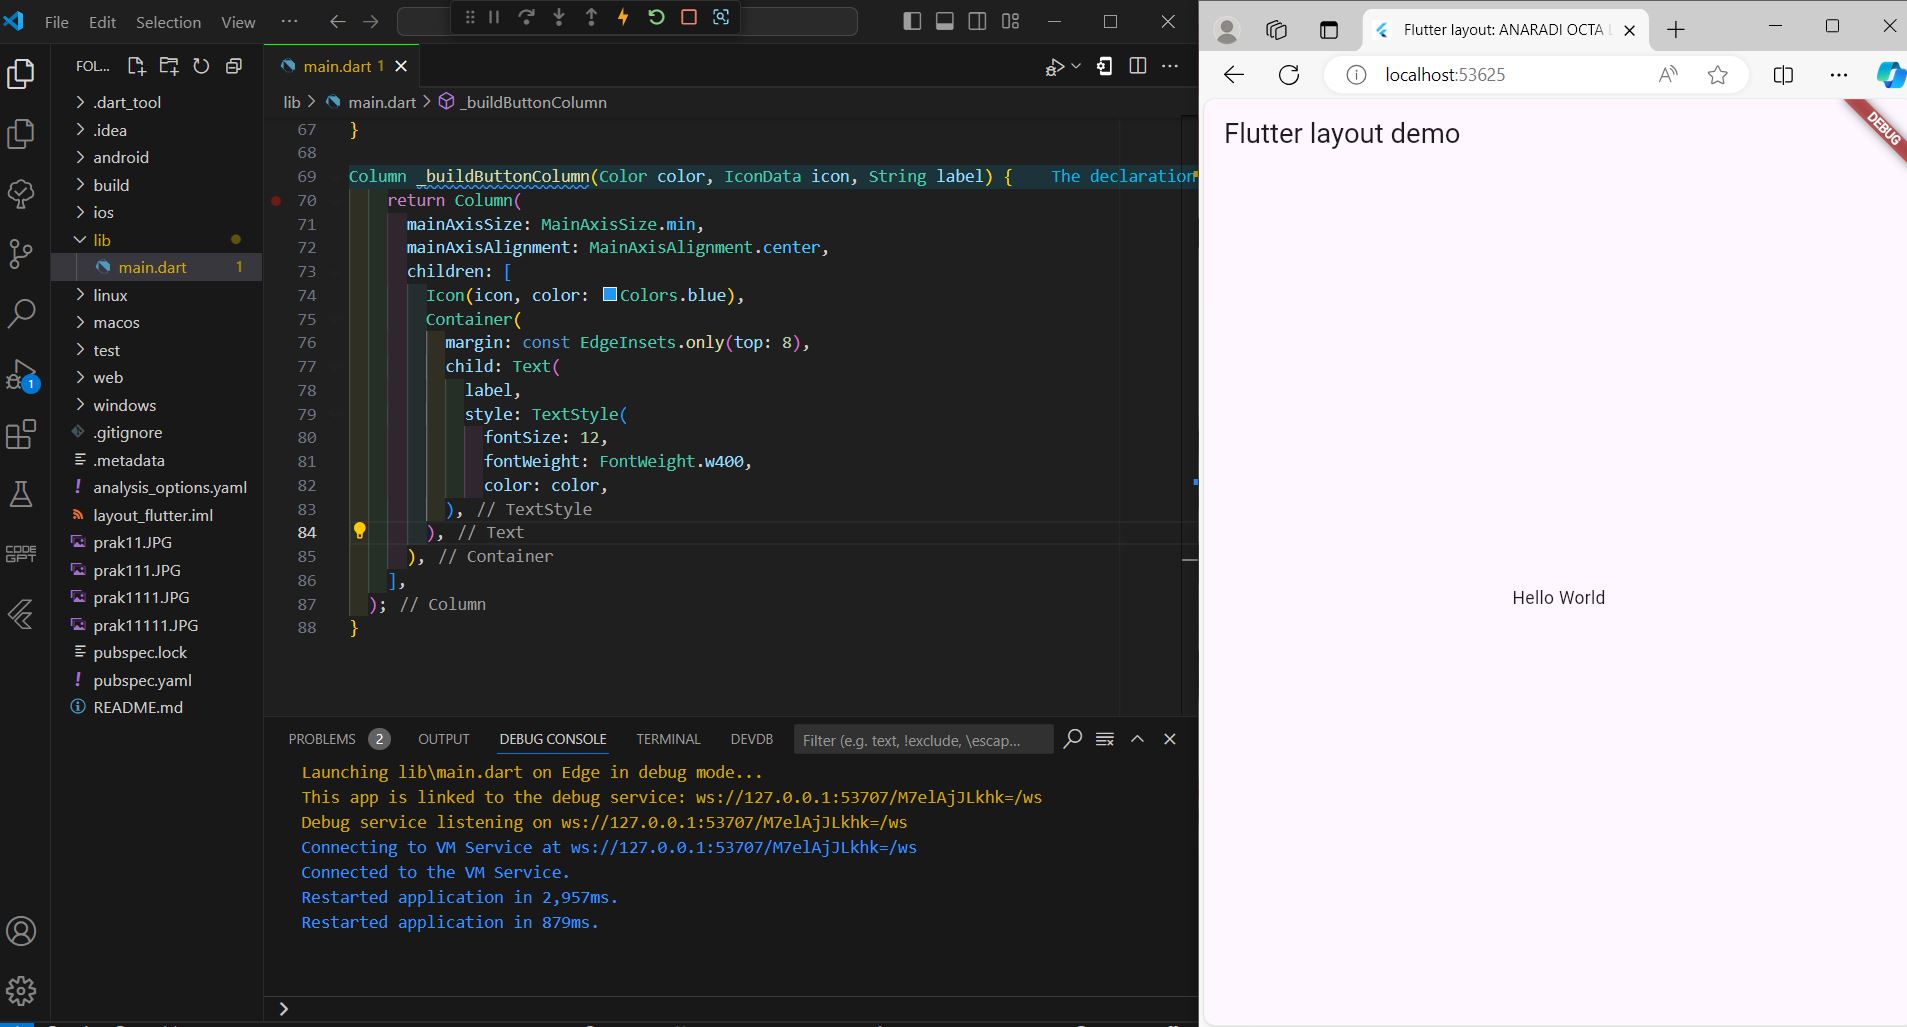 File Edit Selection View ...
FOL...
.dart_tool
.idea
android
build
ios
lib
main.dart 1
linux
macos
test
web
windows
.gitignore
.metadata
analysis_options.yaml
layout_flutter.iml
prak11.JPG
prak111.JPG
prak1111.JPG
prak11111.JPG
pubspec.lock
pubspec.yaml
README.md
CODE
GPT
1
main.dart 1
lib > main.dart > _buildButtonColumn
67 }
68
69 Column _buildButtonColumn(Color color, IconData icon, String label) { The declaration
70 return Column(
71 mainAxisSize: MainAxisSize.min,
72 mainAxisAlignment: MainAxisAlignment.center,
73 children: [
74 Icon(icon, color: Colors.blue),
75 Container(
76 margin: const EdgeInsets.only(top: 8),
77 child: Text(
78 label,
79 style: TextStyle(
80 fontSize: 12,
81 fontWeight: FontWeight.w400,
82 color: color,
83 ), // TextStyle
84 ), // Text
85 ), // Container
86 ],
87 ); // Column
88 }
PROBLEMS 2 OUTPUT DEBUG CONSOLE TERMINAL DEVDB Filter (e.g. text, !exclude, \escap...
Launching lib\main.dart on Edge in debug mode...
This app is linked to the debug service: ws://127.0.0.1:53707/M7elAjJLkhk=/ws
Debug service listening on ws://127.0.0.1:53707/M7elAjJLkhk=/ws
Connecting to VM Service at ws://127.0.0.1:53707/M7elAjJLkhk=/ws
Connected to the VM Service.
Restarted application in 2,957ms.
Restarted application in 879ms.
>
Flutter layout: ANARADI OCTA
localhost:53625
Flutter layout demo
DEBUG
Hello World